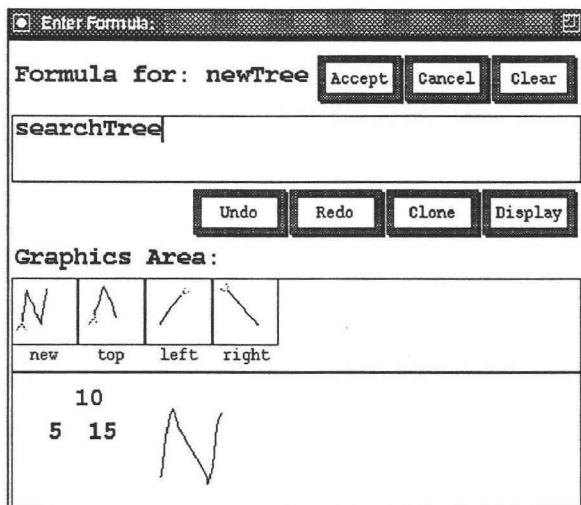 Enter Formula:
Formula for: newTree Accept Cancel Clear
searchTree
Undo Redo Clone Display
Graphics Area:
new top left right
10
5 15
N